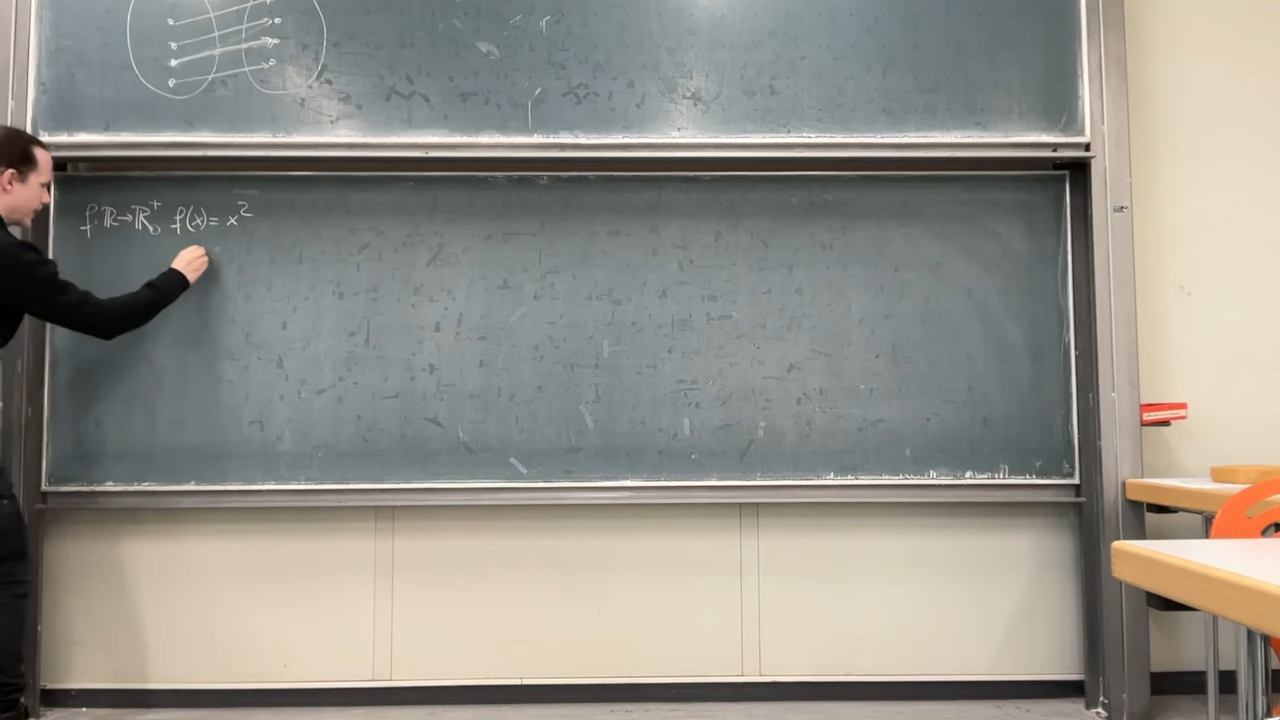 f: ℝ→ℝ₀⁺ f(x)= x²